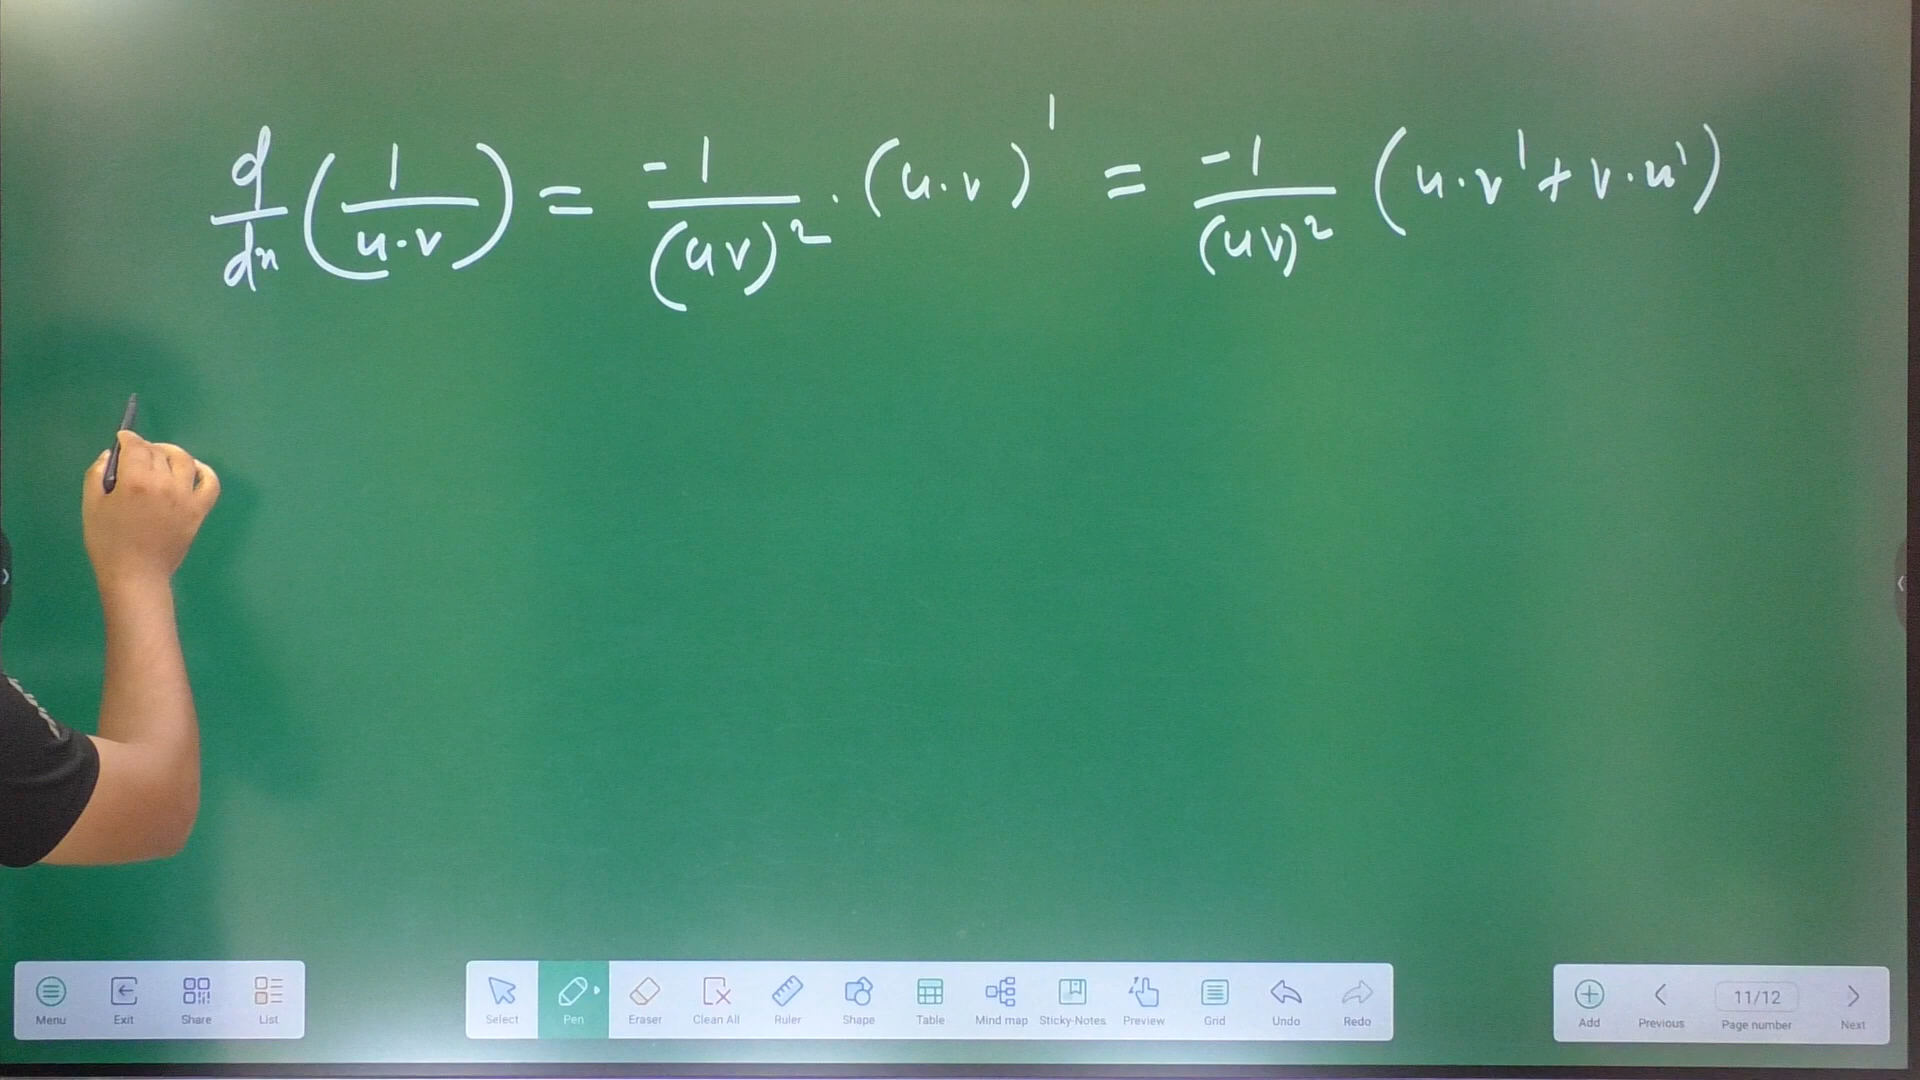 d/dx (1/u·v) = -1/(uv)² · (u·v)' = -1/(uv)² (u·v' + v·u')
Menu Exit Share List Select Pen Eraser Clean All Ruler Shape Table Mind map Sticky-Notes Preview Grid Undo Redo Add Previous 11/12 Page number Next